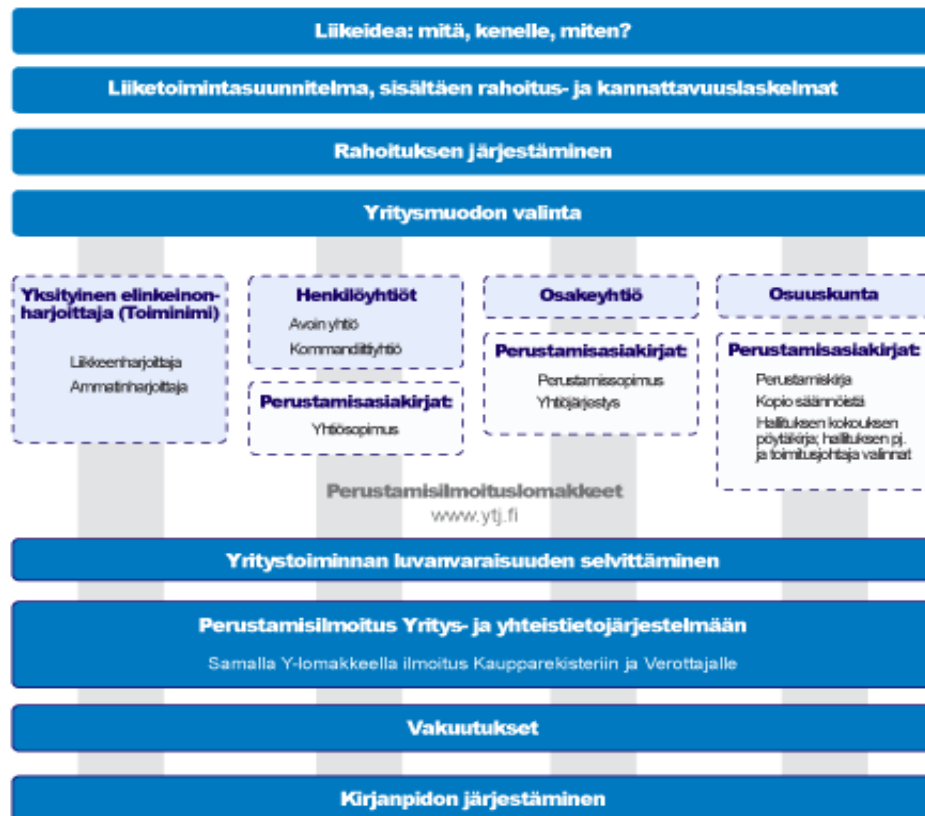 Liikeidea: mitä, kenelle, miten?
Liiketoimintasuunnitelma, sisältäen rahoitus- ja kannattavuuslaskelmat
Rahoituksen järjestäminen
Yritysmuodon valinta
Yksityinen elinkeinon-
harjoittaja (Toiminimi)
Liikkeenharjoittaja
Ammatinharjoittaja
Henkilöyhtiöt
Avoin yhtiö
Kommandiittiyhtiö
Perustamisasiakirjat:
Yhtiösopimus
Osakeyhtiö
Perustamisasiakirjat:
Perustamissopimus
Yhtiöjärjestys
Osuuskunta
Perustamisasiakirjat:
Perustamiskirja
Kopio säännöistä
Hallituksen kokouksen
pöytäkirja; hallituksen pj.
ja toimitusjohtaja valinnat
Perustamisilmoituslomakkeet
www.ytj.fi
Yritystoiminnan luvanvaraisuuden selvittäminen
Perustamisilmoitus Yritys- ja yhteistietojärjestelmään
Samalla Y-lomakkeella ilmoitus Kaupparekisteriin ja Verottajalle
Vakuutukset
Kirjanpidon järjestäminen